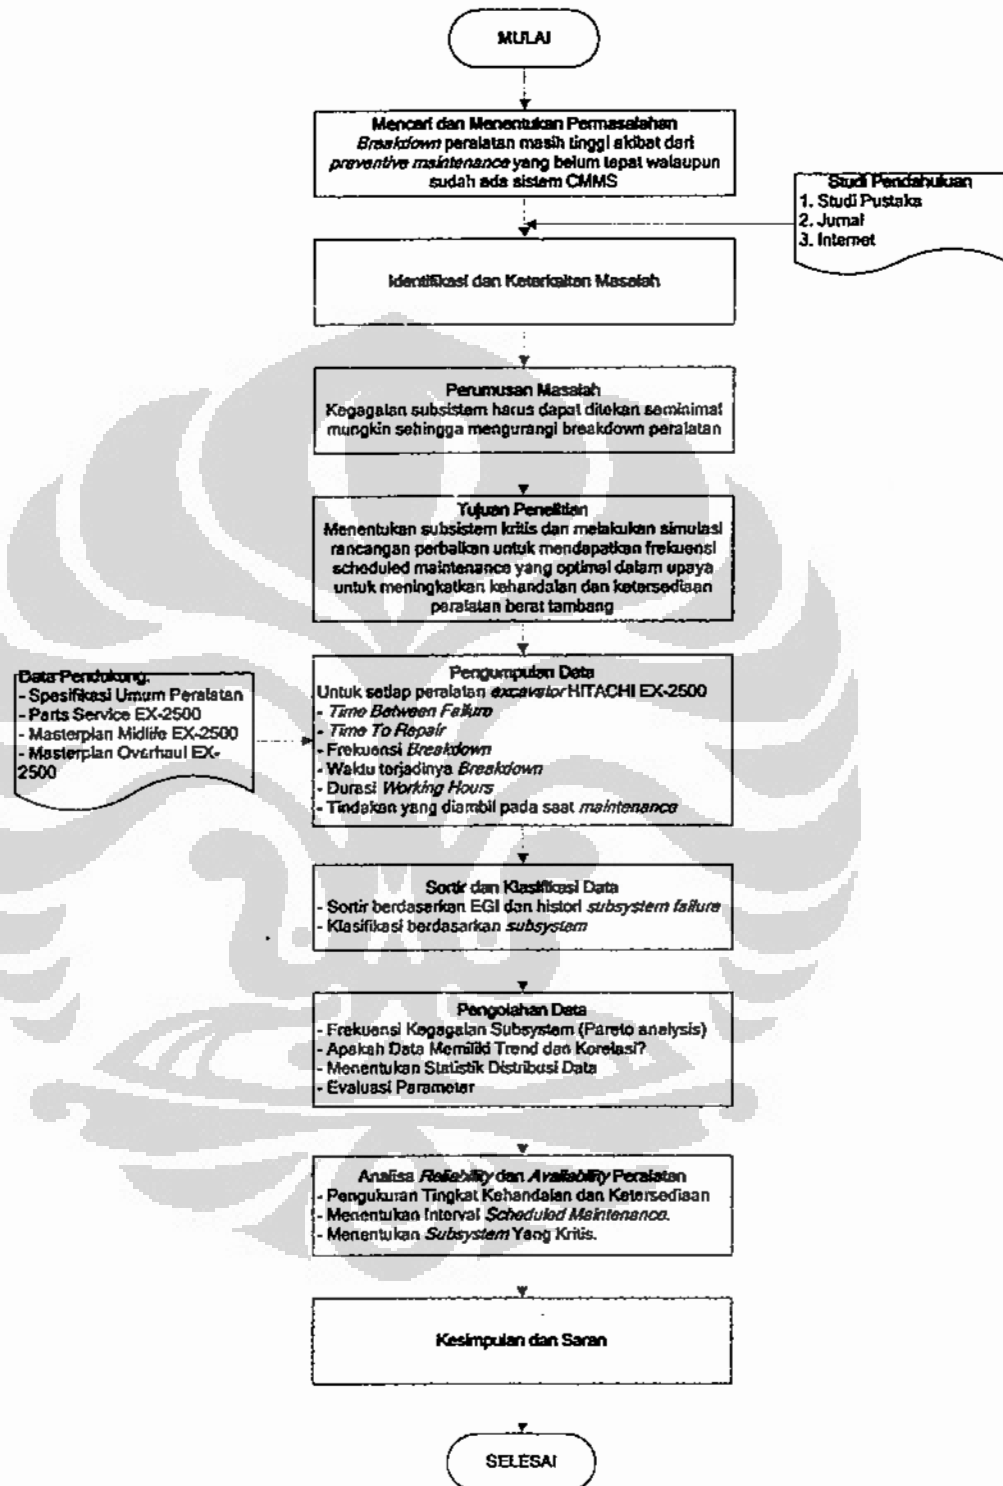 MULAI
Mencari dan Menentukan Permasalahan
Breakdown peralatan masih tinggi akibat dari
preventive maintenance yang belum tepat walaupun
sudah ada sistem CMMS
Studi Pendahuluan
1. Studi Pustaka
2. Jurnal
3. Internet
Identifikasi dan Keterkaitan Masalah
Perumusan Masalah
Kegagalan subsistem harus dapat ditekan seminimal
mungkin sehingga mengurangi breakdown peralatan
Tujuan Penelitian
Menentukan subsistem kritis dan melakukan simulasi
rancangan perbaikan untuk mendapatkan frekuensi
scheduled maintenance yang optimal dalam upaya
untuk meningkatkan kehandalan dan ketersediaan
peralatan berat tambang
Data Pendukung:
- Spesifikasi Umum Peralatan
- Parts Service EX-2500
- Masterplan Midlife EX-2500
- Masterplan Overhaul EX-
2500
Pengumpulan Data
Untuk setiap peralatan excavator HITACHI EX-2500
- Time Between Failure
- Time To Repair
- Frekuensi Breakdown
- Waktu terjadinya Breakdown
- Durasi Working Hours
- Tindakan yang diambil pada saat maintenance
Sortir dan Klasifikasi Data
- Sortir berdasarkan EGI dan histori subsystem failure
- Klasifikasi berdasarkan subsystem
Pengolahan Data
- Frekuensi Kegagalan Subsystem (Pareto analysis)
- Apakah Data Memiliki Trend dan Korelasi?
- Menentukan Statistik Distribusi Data
- Evaluasi Parameter
Analisa Reliability dan Availability Peralatan
- Pengukuran Tingkat Kehandalan dan Ketersediaan
- Menentukan Interval Scheduled Maintenance.
- Menentukan Subsystem Yang Kritis.
Kesimpulan dan Saran
SELESAI